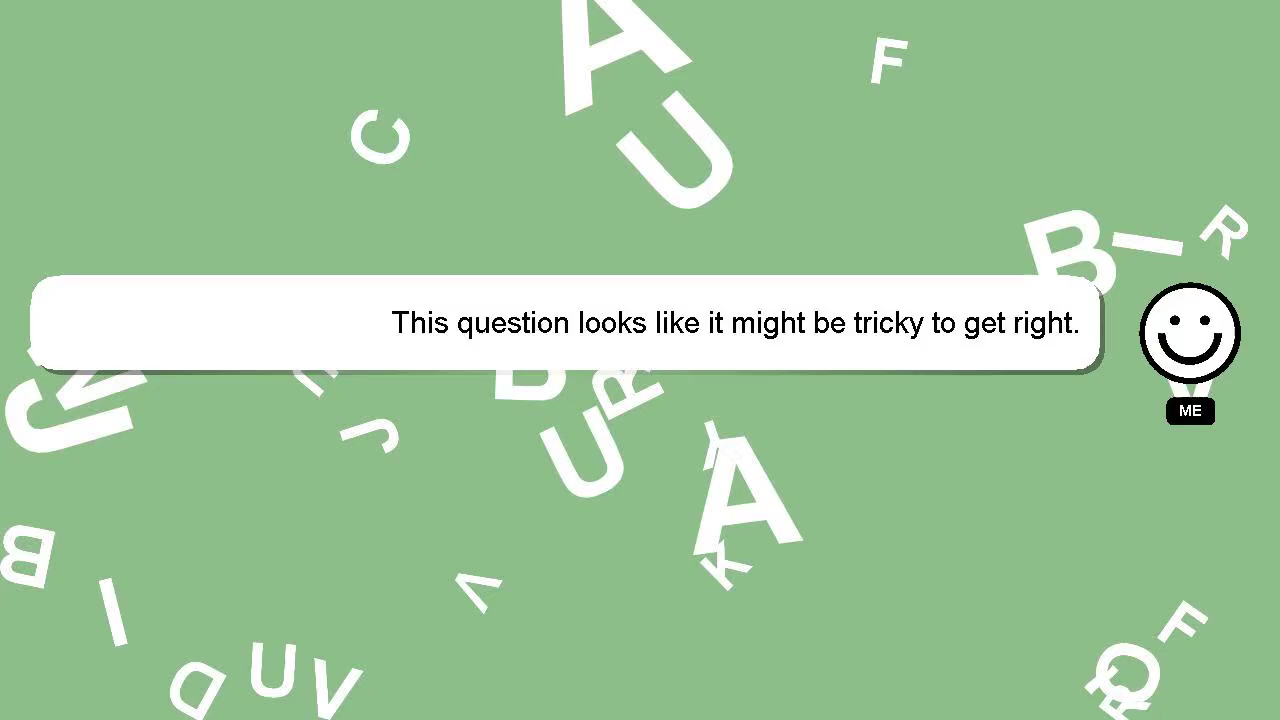 A
F
C
U
B
I
R
This question looks like it might be tricky to get right.
ME
J
B
R
J
U
A
K
B
I
V
F
D
U
V
Q
R